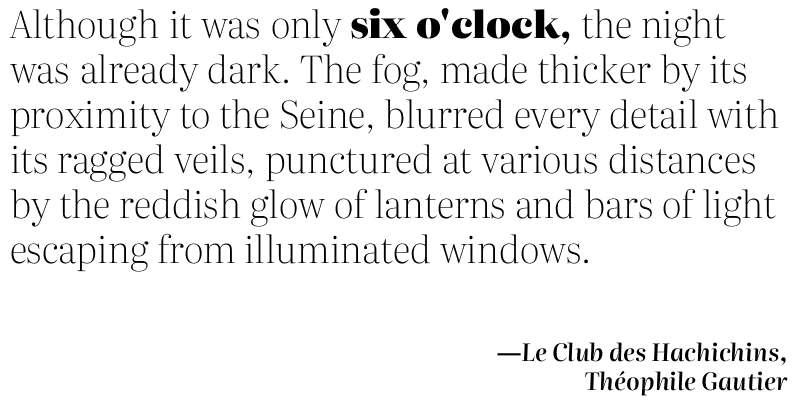 Although it was only six o'clock, the night
was already dark. The fog, made thicker by its
proximity to the Seine, blurred every detail with
its ragged veils, punctured at various distances
by the reddish glow of lanterns and bars of light
escaping from illuminated windows.
—Le Club des Hachichins,
Théophile Gautier